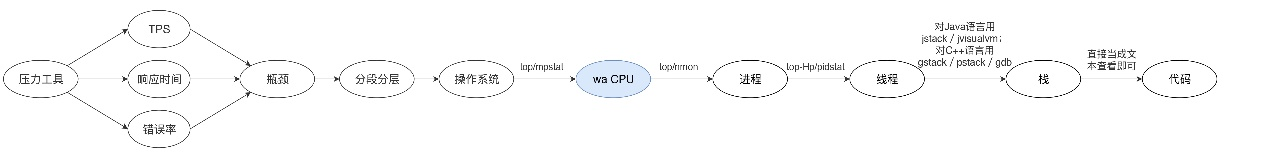 压力工具
TPS
响应时间
错误率
瓶颈
分段分层
操作系统
top/mpstat
wa CPU
top/nmon
进程
top-Hp/pidstat
线程
对Java语言用
jstack / jvisualvm;
对C++语言用
gstack / pstack / gdb
栈
直接当成文
本查看即可
代码